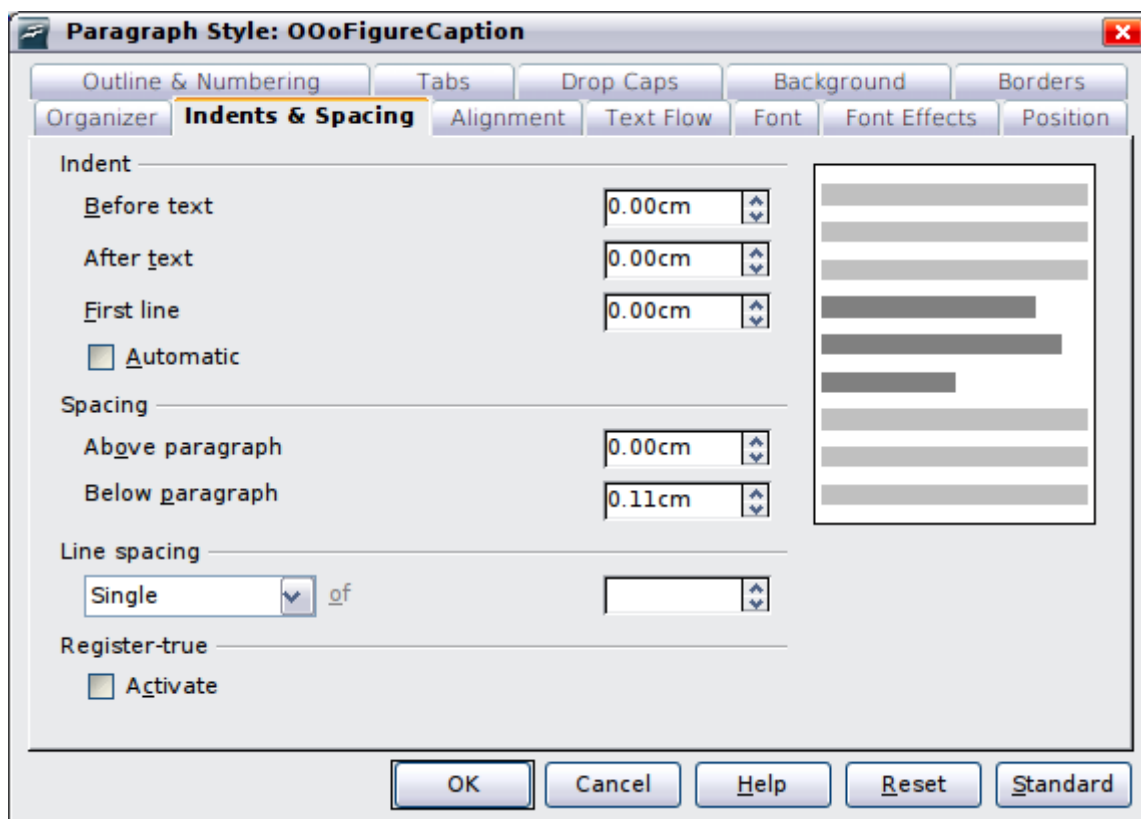 Paragraph Style: OOoFigureCaption
Outline & Numbering Tabs Drop Caps Background Borders
Organizer Indents & Spacing Alignment Text Flow Font Font Effects Position
Indent
Before text 0.00cm
After text 0.00cm
First line 0.00cm
Automatic
Spacing
Above paragraph 0.00cm
Below paragraph 0.11cm
Line spacing
Single of
Register-true
Activate
OK Cancel Help Reset Standard